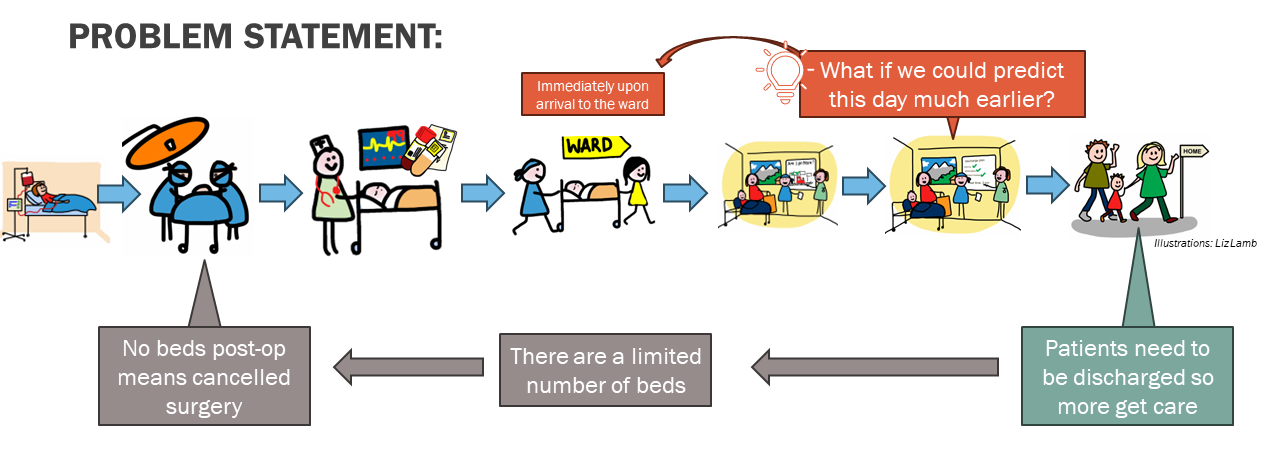 PROBLEM STATEMENT:
Immediately upon
arrival to the ward
- What if we could predict
this day much earlier?
WARD
HOME
Illustrations: LizLamb
No beds post-op
means cancelled
surgery
There are a limited
number of beds
Patients need to
be discharged so
more get care